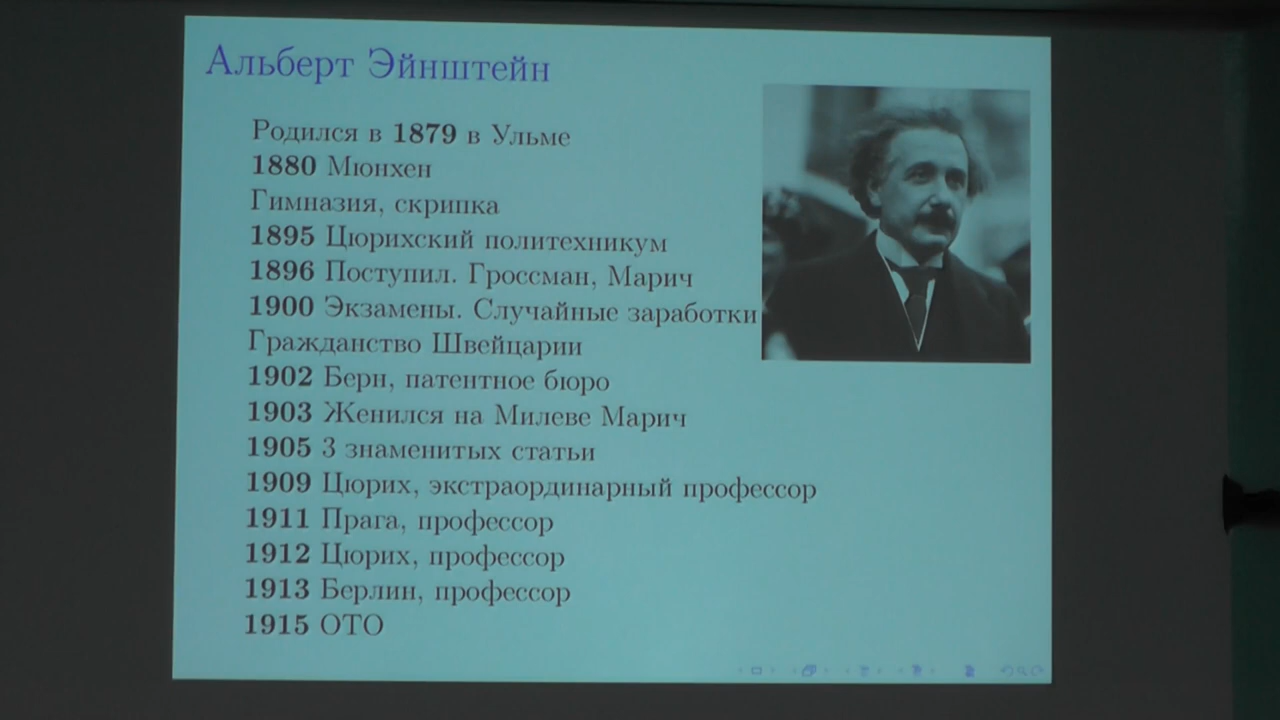 Альберт Эйнштейн
Родился в 1879 в Ульме
1880 Мюнхен
Гимназия, скрипка
1895 Цюрихский политехникум
1896 Поступил. Гроссман, Марич
1900 Экзамены. Случайные заработки
Гражданство Швейцарии
1902 Берн, патентное бюро
1903 Женился на Милеве Марич
1905 3 знаменитых статьи
1909 Цюрих, экстраординарный профессор
1911 Прага, профессор
1912 Цюрих, профессор
1913 Берлин, профессор
1915 ОТО